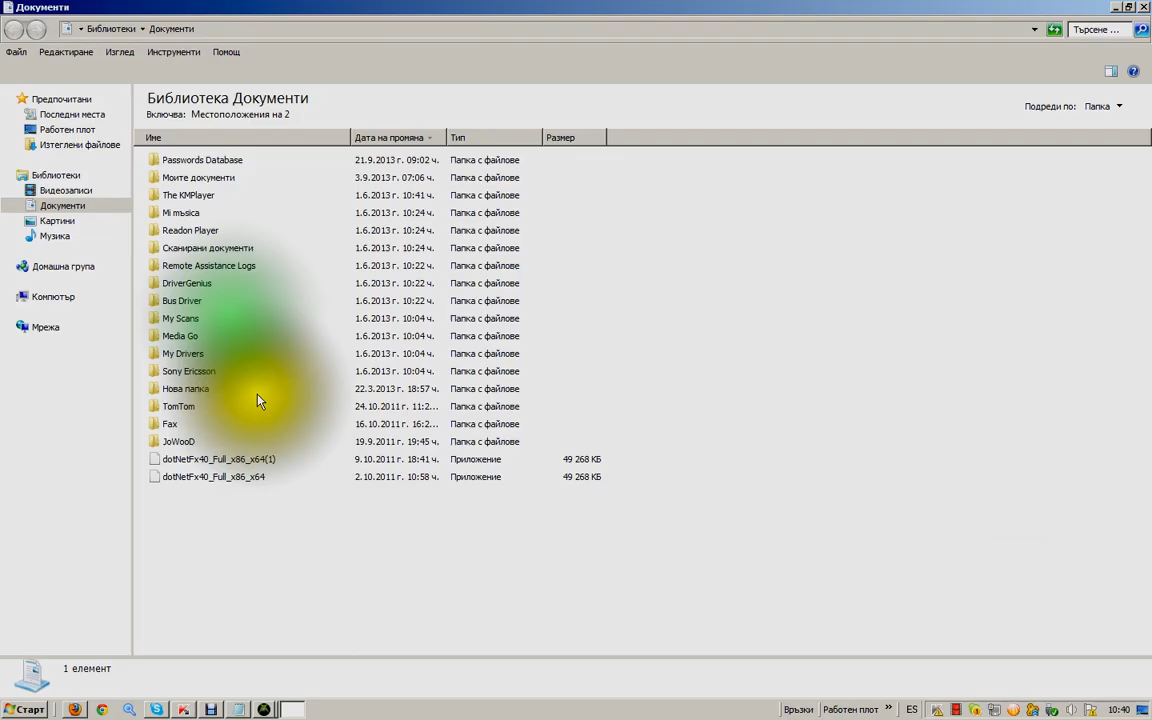 Документи
Библиотеки Документи
Търсене ...
Файл Редактиране Изглед Инструменти Помощ
Библиотека Документи
Включва: Местоположения на 2
Подреди по: Папка
Име Дата на промяна Тип Размер
Предпочитани
Последни места
Работен плот
Изтеглени файлове
Библиотеки
Видеозаписи
Документи
Картини
Музика
Домашна група
Компютър
Мрежа
Passwords Database 21.9.2013 г. 09:02 ч. Папка с файлове
Моите документи 3.9.2013 г. 07:06 ч. Папка с файлове
The KMPlayer 1.6.2013 г. 10:41 ч. Папка с файлове
Mi mъsica 1.6.2013 г. 10:24 ч. Папка с файлове
Readon Player 1.6.2013 г. 10:24 ч. Папка с файлове
Сканирани документи 1.6.2013 г. 10:24 ч. Папка с файлове
Remote Assistance Logs 1.6.2013 г. 10:22 ч. Папка с файлове
DriverGenius 1.6.2013 г. 10:22 ч. Папка с файлове
Bus Driver 1.6.2013 г. 10:22 ч. Папка с файлове
My Scans 1.6.2013 г. 10:04 ч. Папка с файлове
Media Go 1.6.2013 г. 10:04 ч. Папка с файлове
My Drivers 1.6.2013 г. 10:04 ч. Папка с файлове
Sony Ericsson 1.6.2013 г. 10:04 ч. Папка с файлове
Нова папка 22.3.2013 г. 18:57 ч. Папка с файлове
TomTom 24.10.2011 г. 11:2... Папка с файлове
Fax 16.10.2011 г. 16:2... Папка с файлове
JoWooD 19.9.2011 г. 19:45 ч. Папка с файлове
dotNetFx40_Full_x86_x64(1) 9.10.2011 г. 18:41 ч. Приложение 49 268 КБ
dotNetFx40_Full_x86_x64 2.10.2011 г. 10:58 ч. Приложение 49 268 КБ
1 елемент
Старт Връзки Работен плот » ES 10:40